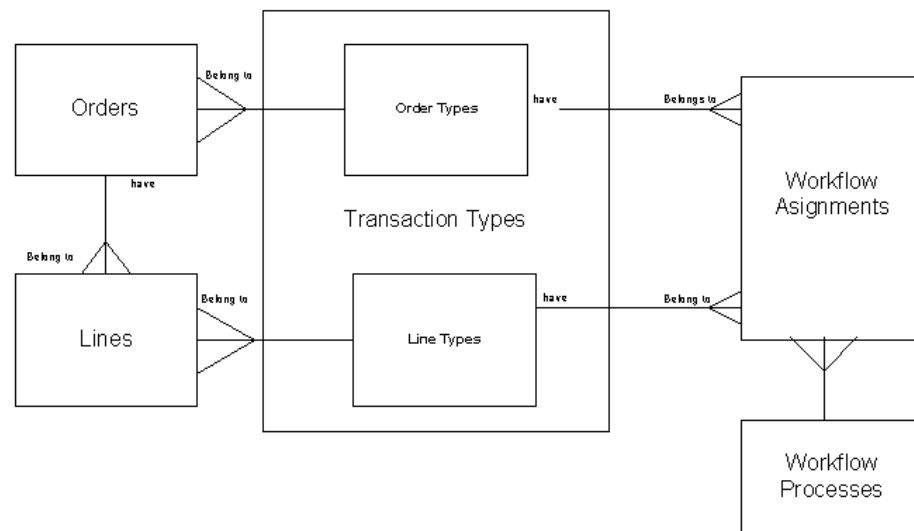 Belong to
Orders
Order Types
have
Belongs to
have
Workflow
Asignments
Transaction Types
Belong to
Belong to
have
Belong to
Lines
Line Types
Workflow
Processes